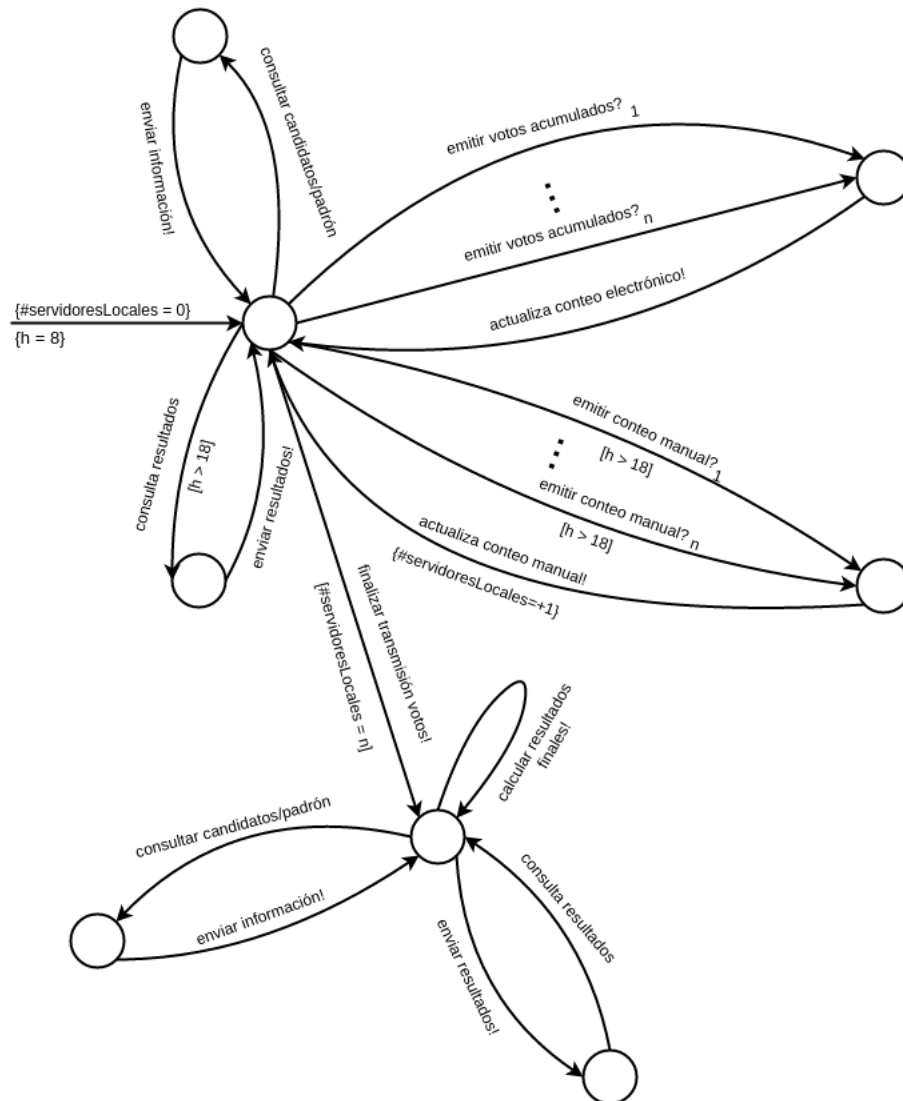 consultar candidatos/padrón
enviar información!
emitir votos acumulados? 1
emitir votos acumulados? n
actualiza conteo electrónico!
{#servidoresLocales = 0}
{h = 8}
consulta resultados
[h > 18]
enviar resultados!
emitir conteo manual? 1
[h > 18]
emitir conteo manual? n
[h > 18]
actualiza conteo manual!
{#servidoresLocales=+1}
finalizar transmisión votos!
[#servidoresLocales = n]
calcular resultados
finales!
consultar candidatos/padrón
enviar información!
consulta resultados
enviar resultados!